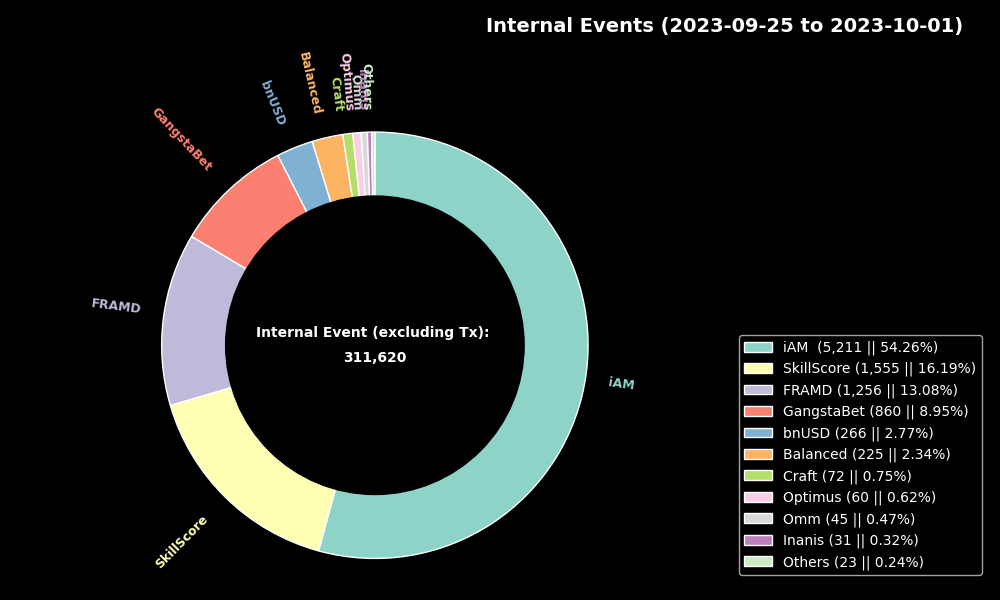 Internal Events (2023-09-25 to 2023-10-01)
Others
Inanis
Omm
Optimus
Craft
Balanced
bnUSD
GangstaBet
FRAMD
SkillScore
iAM
Internal Event (excluding Tx):
311,620
iAM  (5,211 || 54.26%)
SkillScore (1,555 || 16.19%)
FRAMD (1,256 || 13.08%)
GangstaBet (860 || 8.95%)
bnUSD (266 || 2.77%)
Balanced (225 || 2.34%)
Craft (72 || 0.75%)
Optimus (60 || 0.62%)
Omm (45 || 0.47%)
Inanis (31 || 0.32%)
Others (23 || 0.24%)